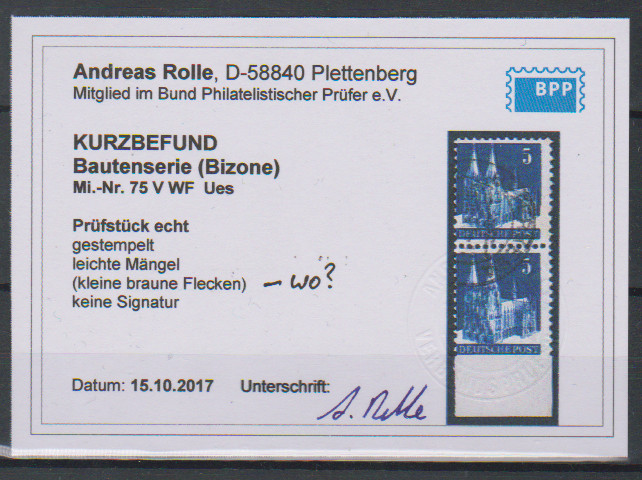 Andreas Rolle, D-58840 Plettenberg
Mitglied im Bund Philatelistischer Prüfer e.V.
BPP
KURZBEFUND
Bautenserie (Bizone)
Mi.-Nr. 75 V WF Ues
Prüfstück echt
gestempelt
leichte Mängel
(kleine braune Flecken) – wo?
keine Signatur
5
DEUTSCHE POST
5
DEUTSCHE POST
Datum: 15.10.2017 Unterschrift: A. Rolle